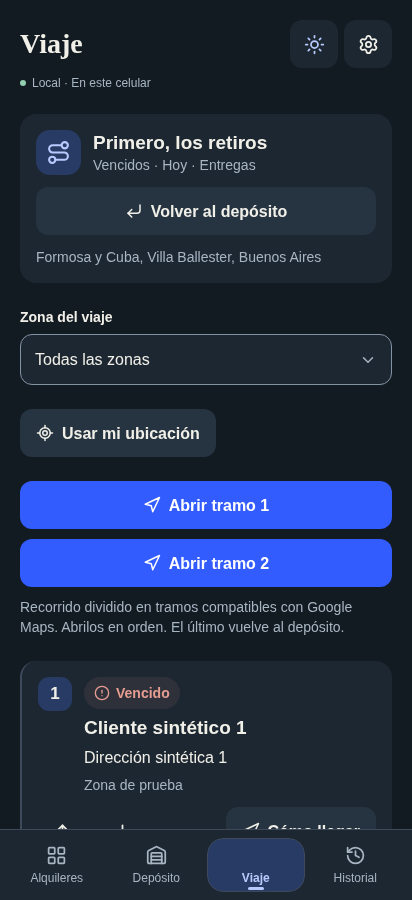 Viaje
Local · En este celular
Primero, los retiros
Vencidos · Hoy · Entregas
Volver al depósito
Formosa y Cuba, Villa Ballester, Buenos Aires
Zona del viaje
Todas las zonas
Usar mi ubicación
Abrir tramo 1
Abrir tramo 2
Recorrido dividido en tramos compatibles con Google
Maps. Abrilos en orden. El último vuelve al depósito.
1
Vencido
Cliente sintético 1
Dirección sintética 1
Zona de prueba
Cómo llegar
Alquileres
Depósito
Viaje
Historial